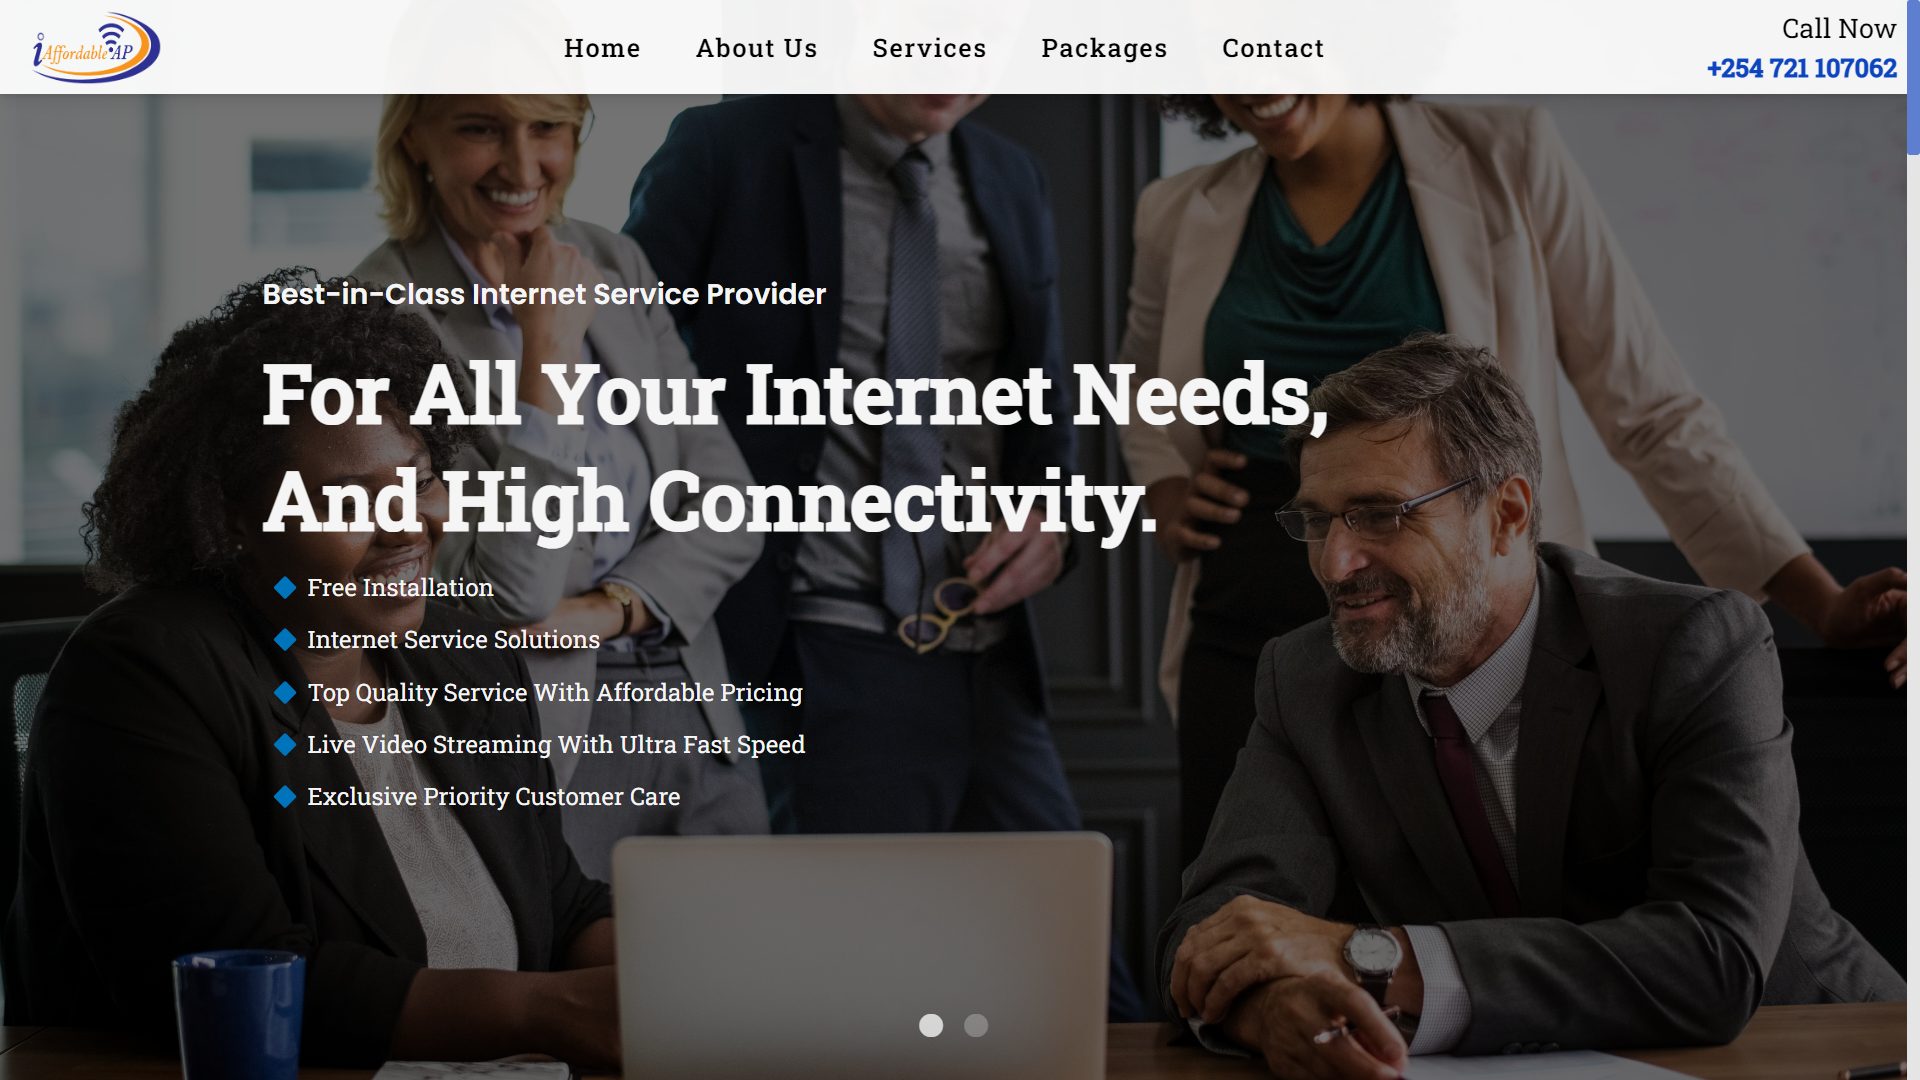 iAffordable AP
Home
About Us
Services
Packages
Contact
Call Now
+254 721 107062
Best-in-Class Internet Service Provider
For All Your Internet Needs,
And High Connectivity.
Free Installation
Internet Service Solutions
Top Quality Service With Affordable Pricing
Live Video Streaming With Ultra Fast Speed
Exclusive Priority Customer Care